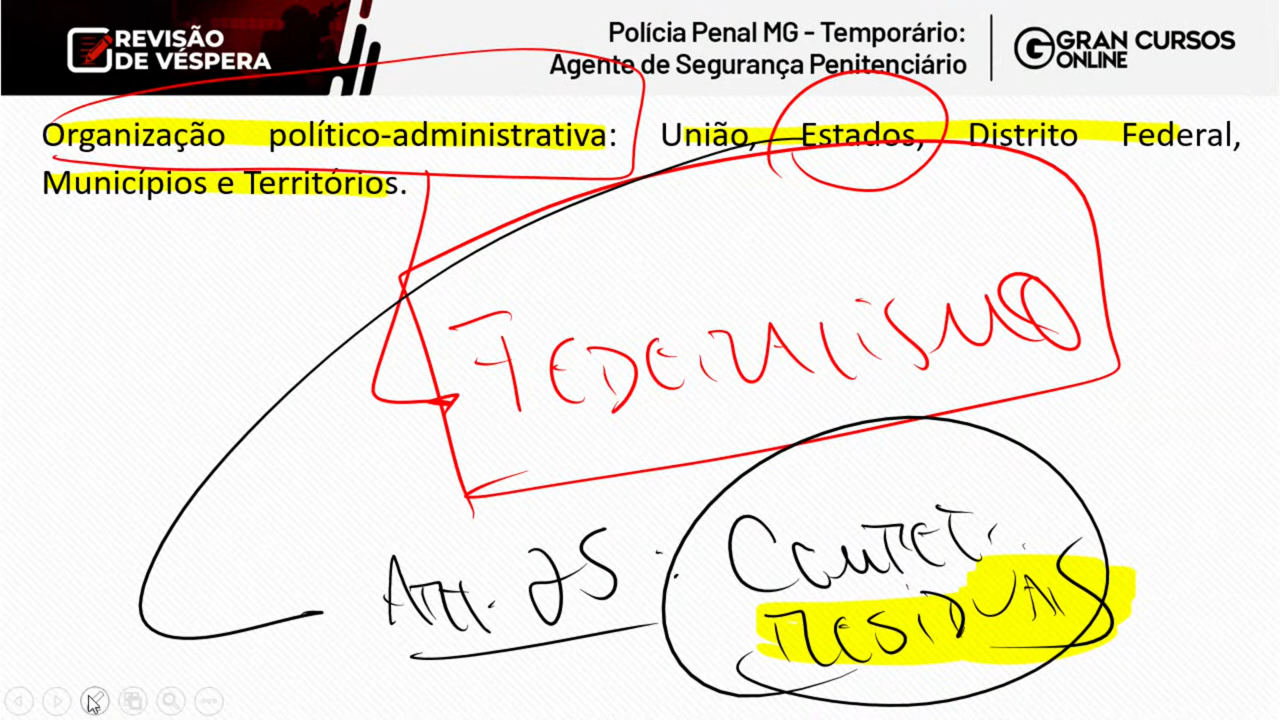 REVISÃO
DE VÉSPERA
Polícia Penal MG - Temporário:
Agente de Segurança Penitenciário
GRAN CURSOS
ONLINE
Organização político-administrativa: União, Estados, Distrito Federal,
Municípios e Territórios.
FEDERALISMO
Art. 25: COMPET.
RESIDUAIS